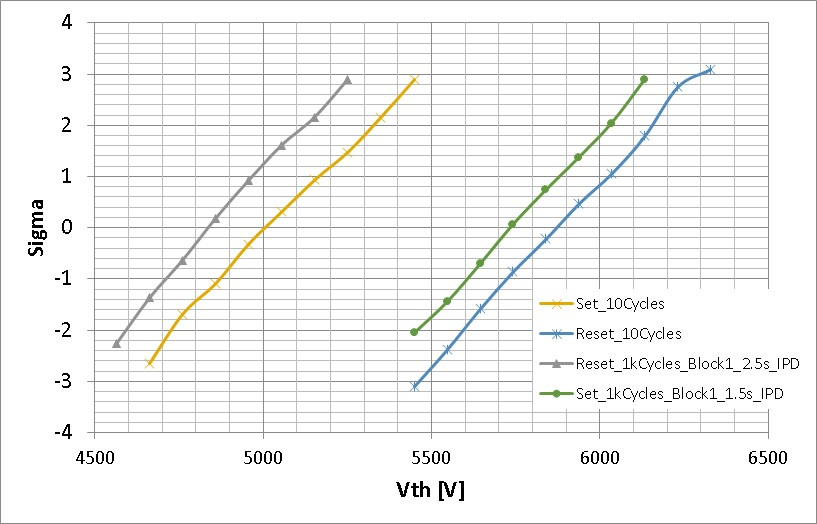 4
3
2
1
0
-1
-2
-3
-4
Sigma
4500 5000 5500 6000 6500
Vth [V]
Set_10Cycles
Reset_10Cycles
Reset_1kCycles_Block1_2.5s_IPD
Set_1kCycles_Block1_1.5s_IPD